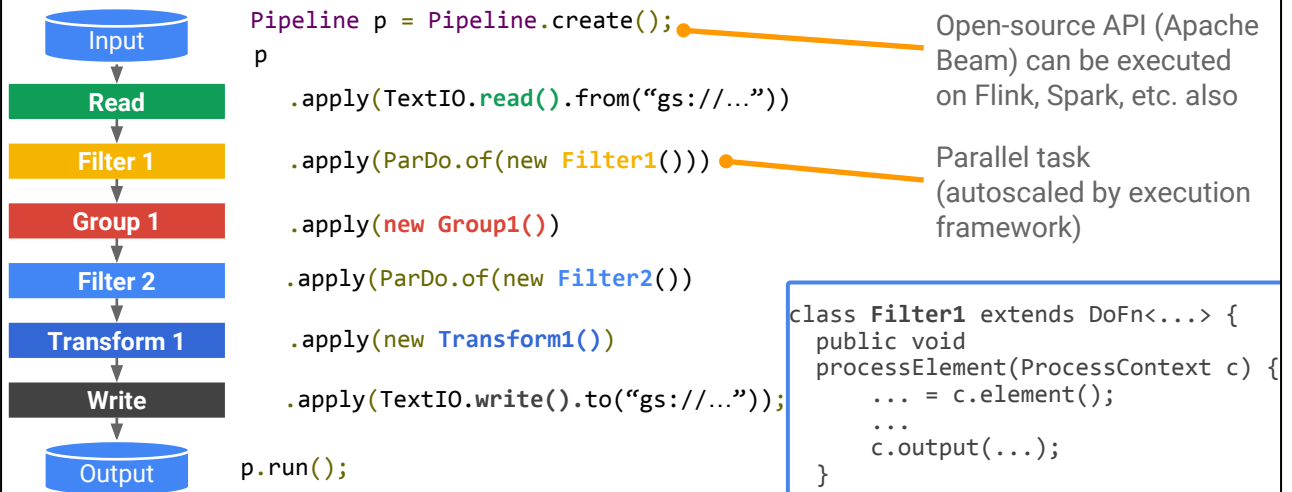 Input
Read
Filter 1
Group 1
Filter 2
Transform 1
Write
Output
Pipeline p = Pipeline.create();
p
.apply(TextIO.read().from(“gs://…”))
.apply(ParDo.of(new Filter1()))
.apply(new Group1())
.apply(ParDo.of(new Filter2())
.apply(new Transform1())
.apply(TextIO.write().to(“gs://…”));
p.run();
Open-source API (Apache
Beam) can be executed
on Flink, Spark, etc. also
Parallel task
(autoscaled by execution
framework)
class Filter1 extends DoFn<...> {
public void
processElement(ProcessContext c) {
... = c.element();
...
c.output(...);
}